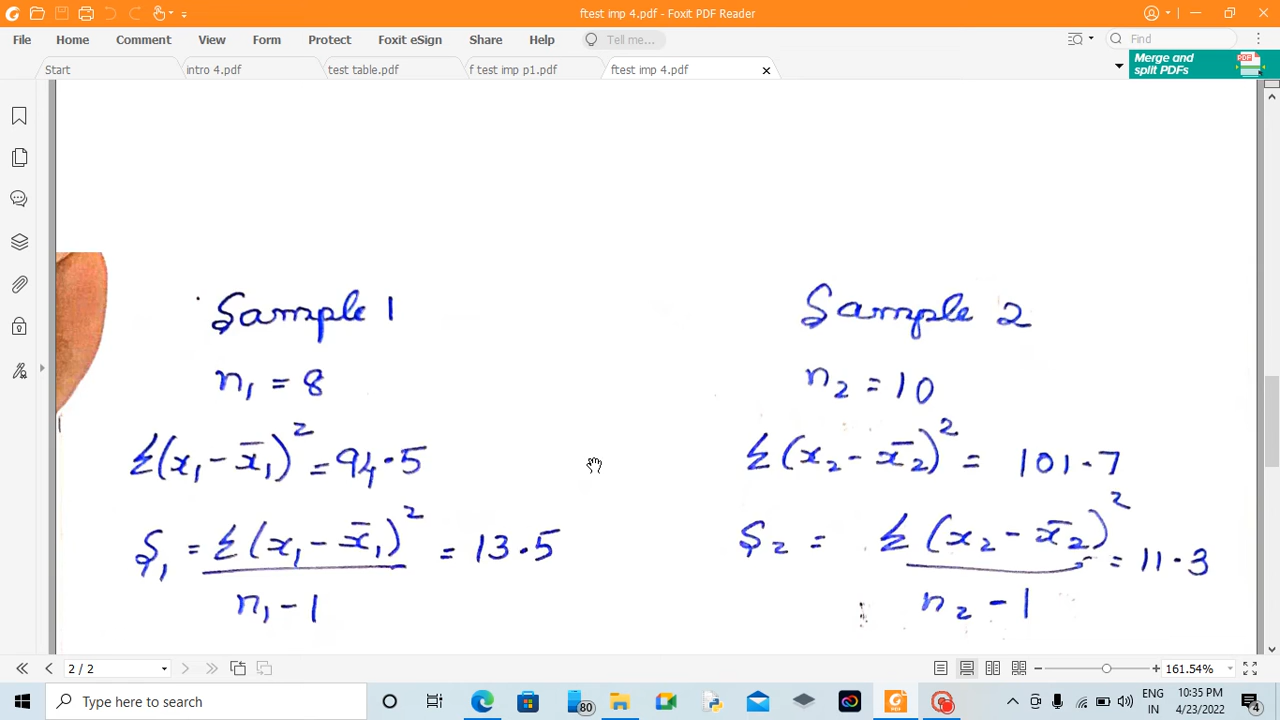 ftest imp 4.pdf - Foxit PDF Reader
File Home Comment View Form Protect Foxit eSign Share Help Tell me... Find
Start intro 4.pdf test table.pdf f test imp p1.pdf ftest imp 4.pdf
Merge and
split PDFs
Sample 1
n₁ = 8
Σ(x₁ - x̄₁)² = 94.5
S₁ = Σ(x₁ - x̄₁)² = 13.5
n₁ - 1
Sample 2
n₂ = 10
Σ(x₂ - x̄₂)² = 101.7
S₂ = Σ(x₂ - x̄₂)² = 11.3
n₂ - 1
2 / 2 161.54%
Type here to search
80
ENG
IN
10:35 PM
4/23/2022
4